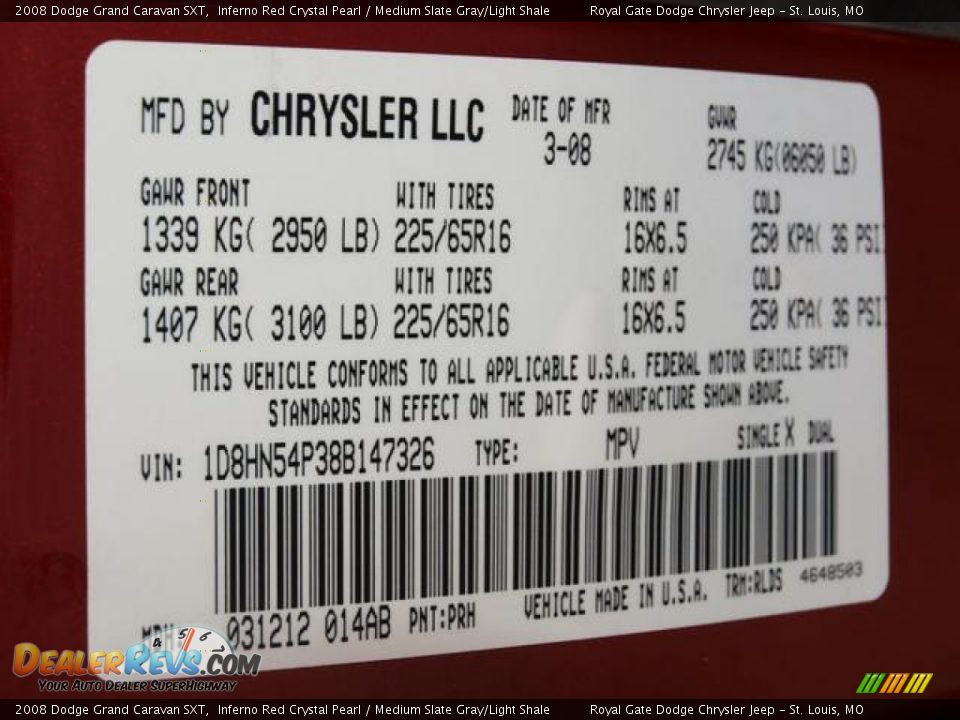 2008 Dodge Grand Caravan SXT, Inferno Red Crystal Pearl / Medium Slate Gray/Light Shale Royal Gate Dodge Chrysler Jeep - St. Louis, MO
MFD BY CHRYSLER LLC DATE OF MFR GVWR
3-08 2745 KG(06050 LB)
GAWR FRONT WITH TIRES RIMS AT COLD
1339 KG( 2950 LB) 225/65R16 16X6.5 250 KPA( 36 PSI)
GAWR REAR WITH TIRES RIMS AT COLD
1407 KG( 3100 LB) 225/65R16 16X6.5 250 KPA( 36 PSI)
THIS VEHICLE CONFORMS TO ALL APPLICABLE U.S.A. FEDERAL MOTOR VEHICLE SAFETY
STANDARDS IN EFFECT ON THE DATE OF MANUFACTURE SHOWN ABOVE.
VIN: 1D8HN54P38B147326 TYPE: MPV SINGLE X DUAL
MDH: 031212 014AB PNT:PRH VEHICLE MADE IN U.S.A. TRM:RLDS 4648503
4 5 6
DealerRevs.com
Your Auto Dealer SuperHighway
2008 Dodge Grand Caravan SXT, Inferno Red Crystal Pearl / Medium Slate Gray/Light Shale Royal Gate Dodge Chrysler Jeep - St. Louis, MO